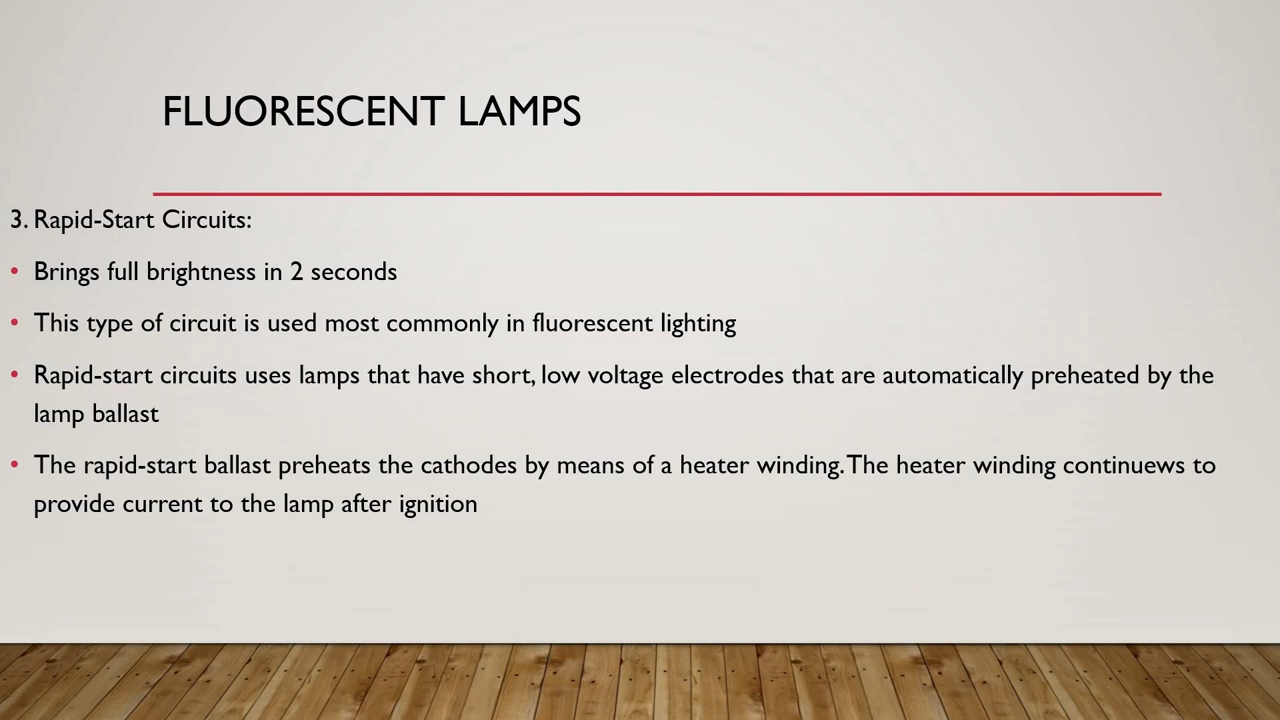 FLUORESCENT LAMPS
3. Rapid-Start Circuits:
• Brings full brightness in 2 seconds
• This type of circuit is used most commonly in fluorescent lighting
• Rapid-start circuits uses lamps that have short, low voltage electrodes that are automatically preheated by the
lamp ballast
• The rapid-start ballast preheats the cathodes by means of a heater winding. The heater winding continuews to
provide current to the lamp after ignition